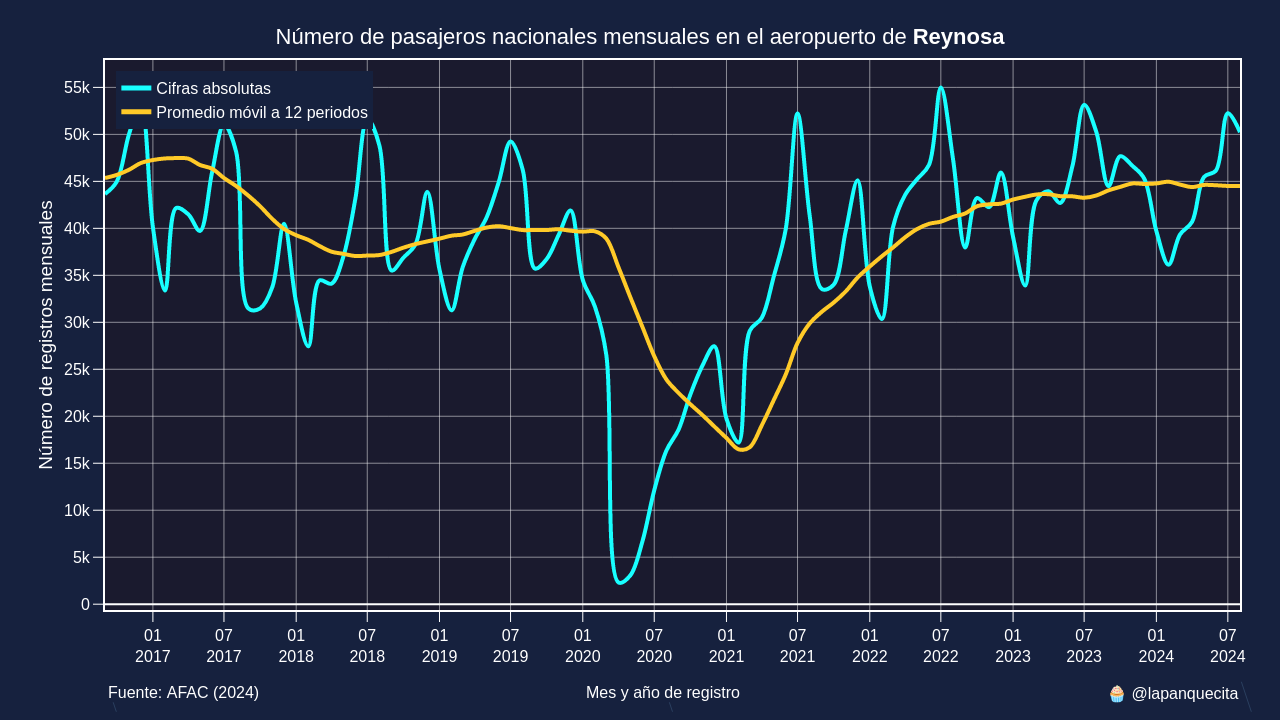 Número de pasajeros nacionales mensuales en el aeropuerto de Reynosa
Cifras absolutas
Promedio móvil a 12 periodos
Número de registros mensuales
55k
50k
45k
40k
35k
30k
25k
20k
15k
10k
5k
0
01 07 01 07 01 07 01 07 01 07 01 07 01 07 01 07
2017 2017 2018 2018 2019 2019 2020 2020 2021 2021 2022 2022 2023 2023 2024 2024
Fuente: AFAC (2024)
Mes y año de registro
🧁 @lapanquecita